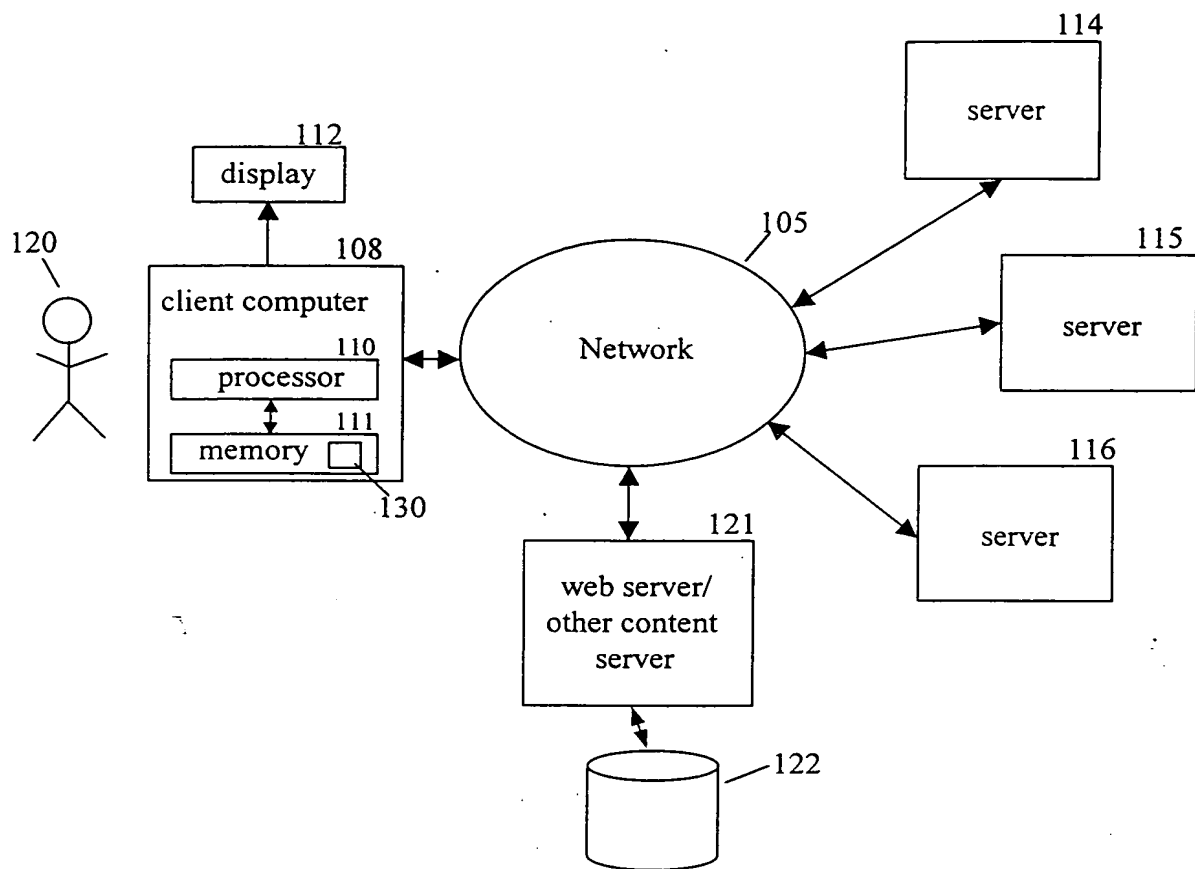 114
server
112
display
105
120
108
115
client computer
server
Network
110
processor
111
memory
116
130
121
server
web server/
other content
server
122